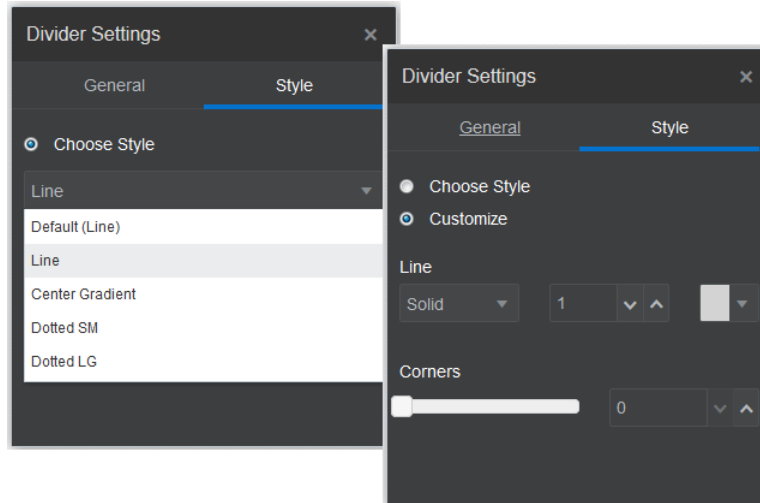 Divider Settings
General Style
Choose Style
Line
Default (Line)
Line
Center Gradient
Dotted SM
Dotted LG
Divider Settings
General Style
Choose Style
Customize
Line
Solid 1
Corners
0